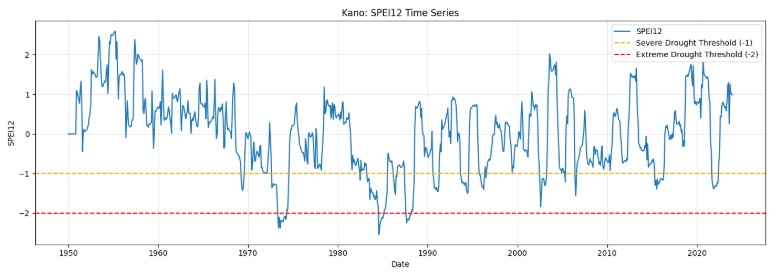 Kano: SPEI12 Time Series
SPEI12
Severe Drought Threshold (-1)
Extreme Drought Threshold (-2)
SPEI12
2
1
0
−1
−2
1950 1960 1970 1980 1990 2000 2010 2020
Date